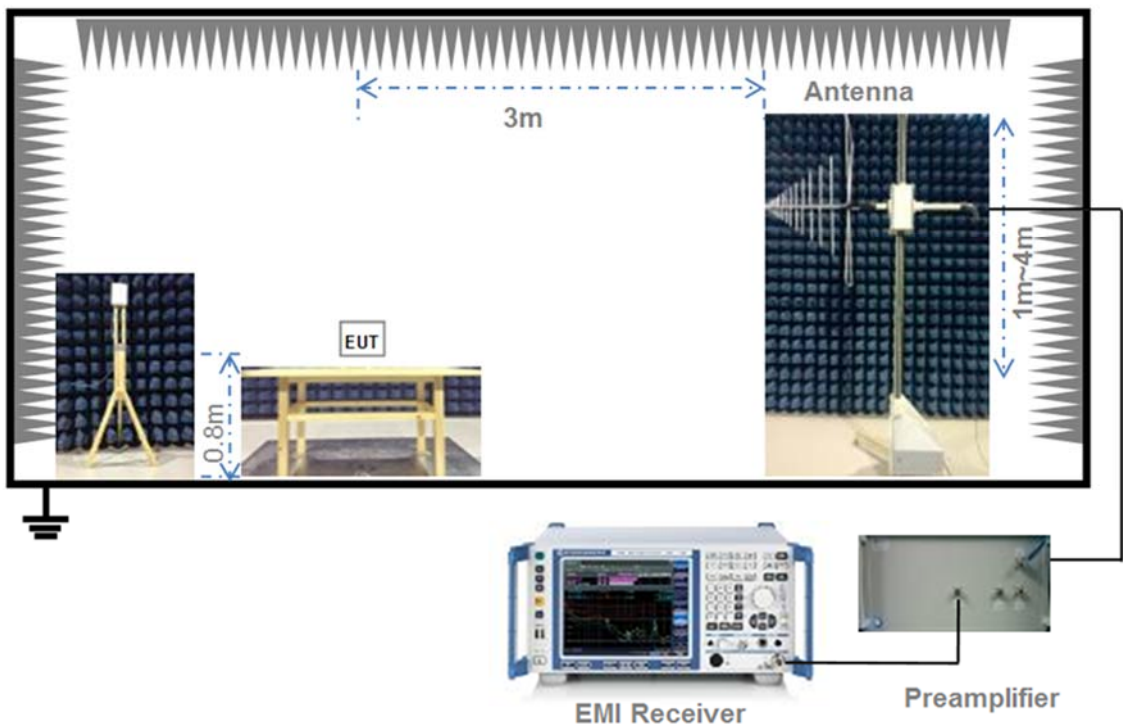 Antenna
3m
1m~4m
EUT
0.8m
EMI Receiver
Preamplifier